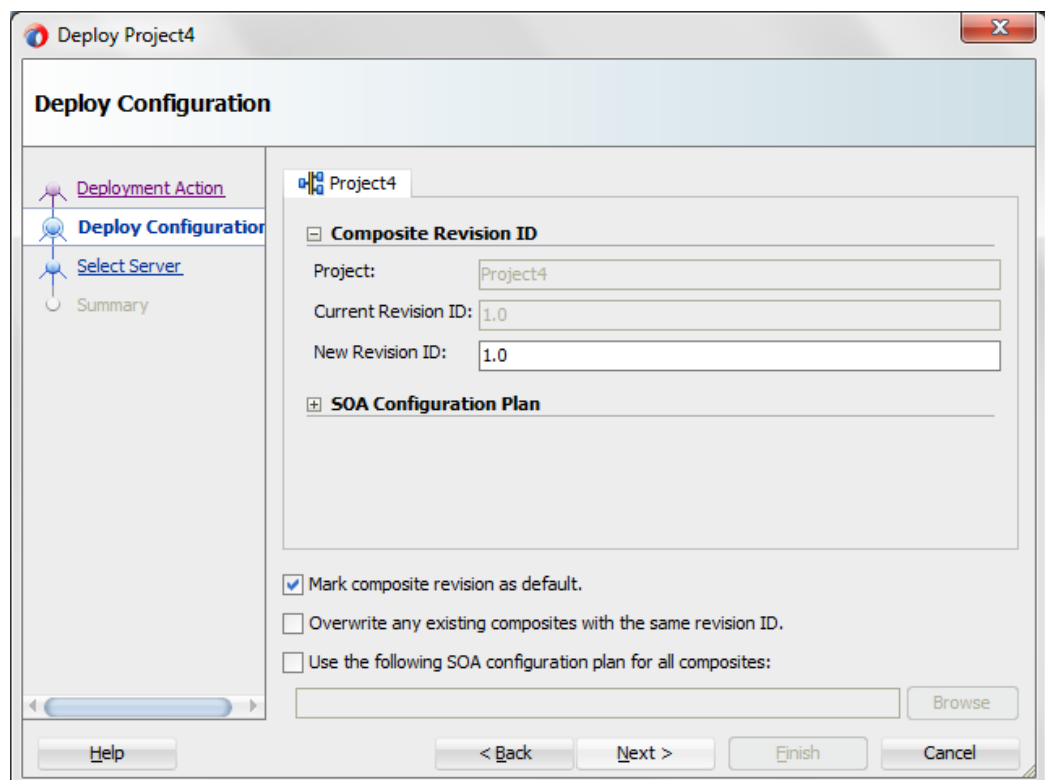 Deploy Project4
Deploy Configuration
Deployment Action
Deploy Configuration
Select Server
Summary
Project4
Composite Revision ID
Project: Project4
Current Revision ID: 1.0
New Revision ID: 1.0
SOA Configuration Plan
Mark composite revision as default.
Overwrite any existing composites with the same revision ID.
Use the following SOA configuration plan for all composites:
Browse
Help < Back Next > Finish Cancel